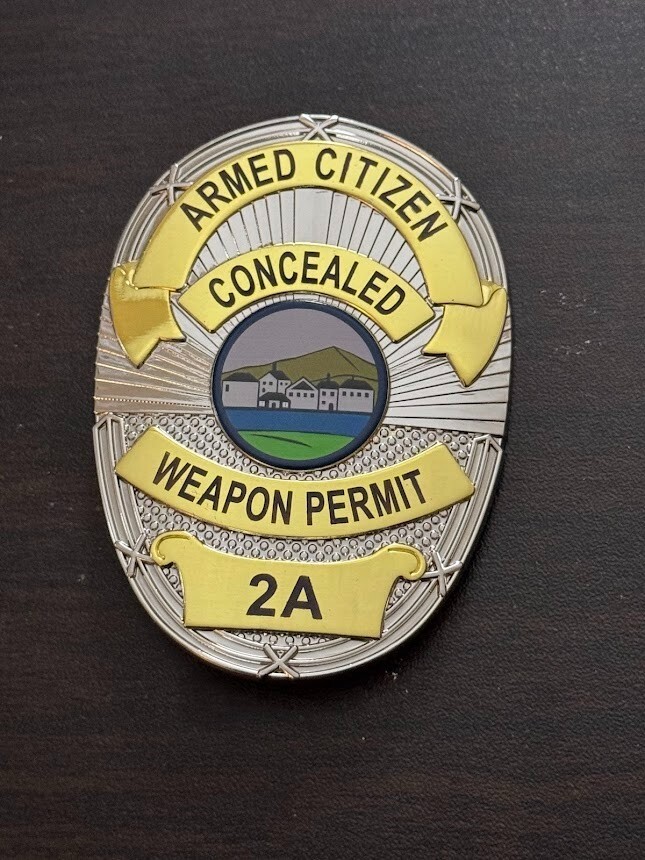 ARMED CITIZEN
CONCEALED
WEAPON PERMIT
2A